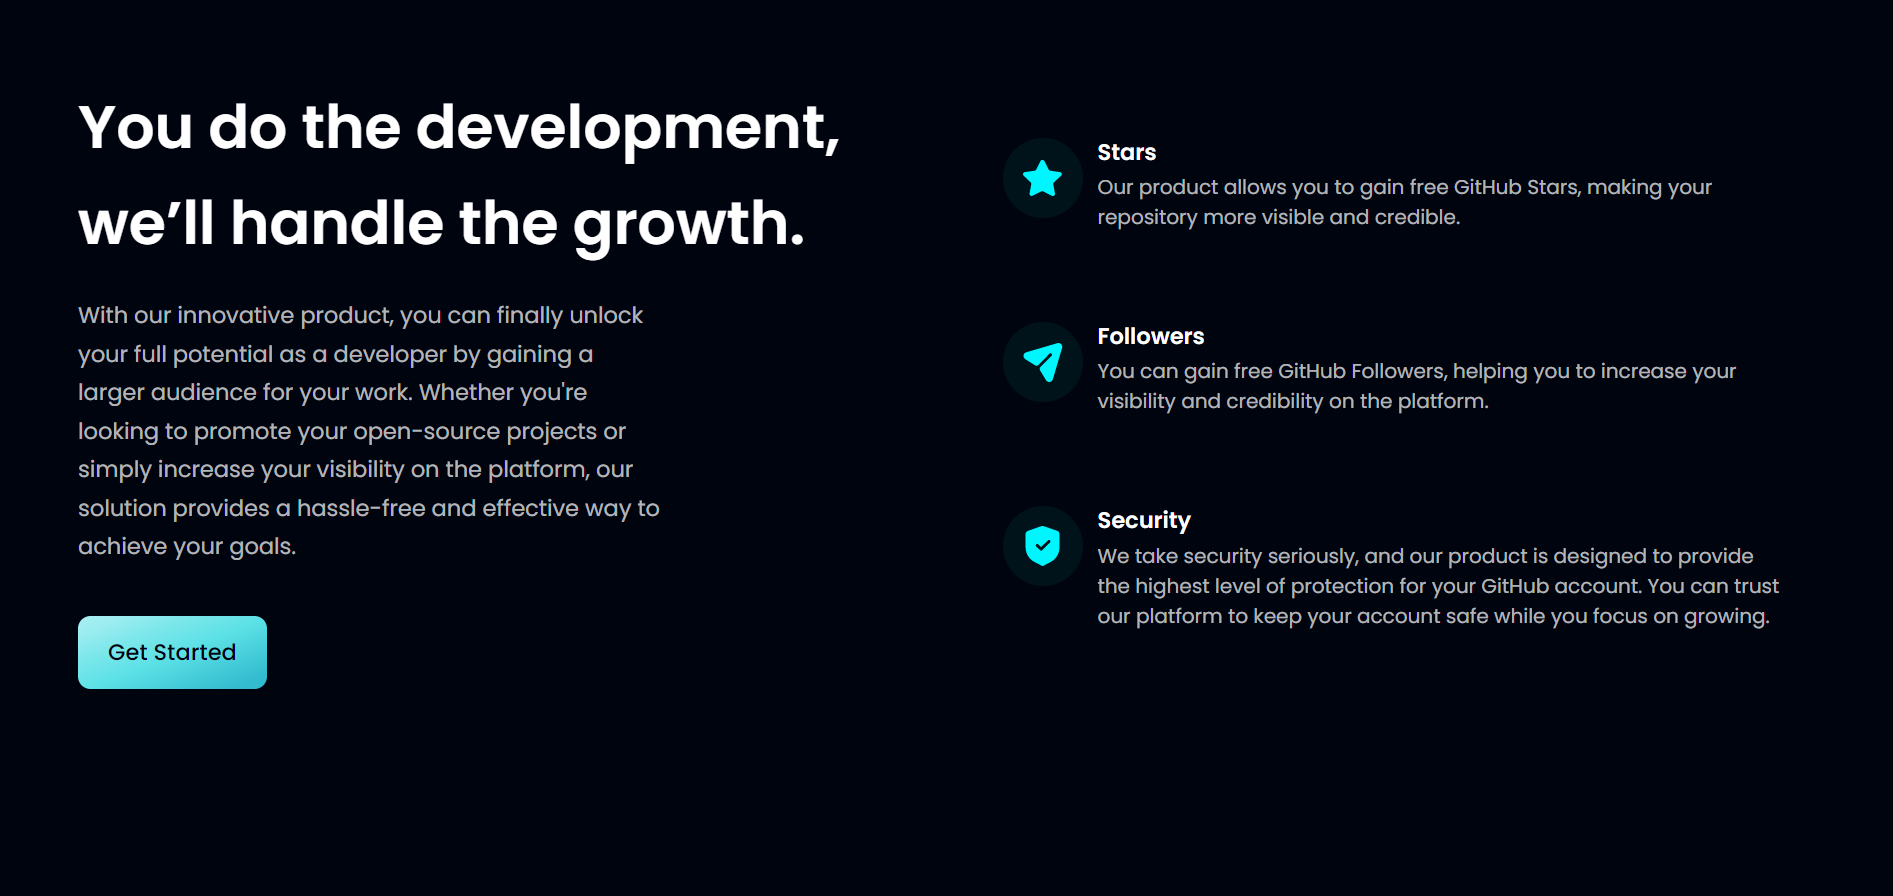 You do the development,
we’ll handle the growth.
With our innovative product, you can finally unlock
your full potential as a developer by gaining a
larger audience for your work. Whether you're
looking to promote your open-source projects or
simply increase your visibility on the platform, our
solution provides a hassle-free and effective way to
achieve your goals.
Get Started
Stars
Our product allows you to gain free GitHub Stars, making your
repository more visible and credible.
Followers
You can gain free GitHub Followers, helping you to increase your
visibility and credibility on the platform.
Security
We take security seriously, and our product is designed to provide
the highest level of protection for your GitHub account. You can trust
our platform to keep your account safe while you focus on growing.